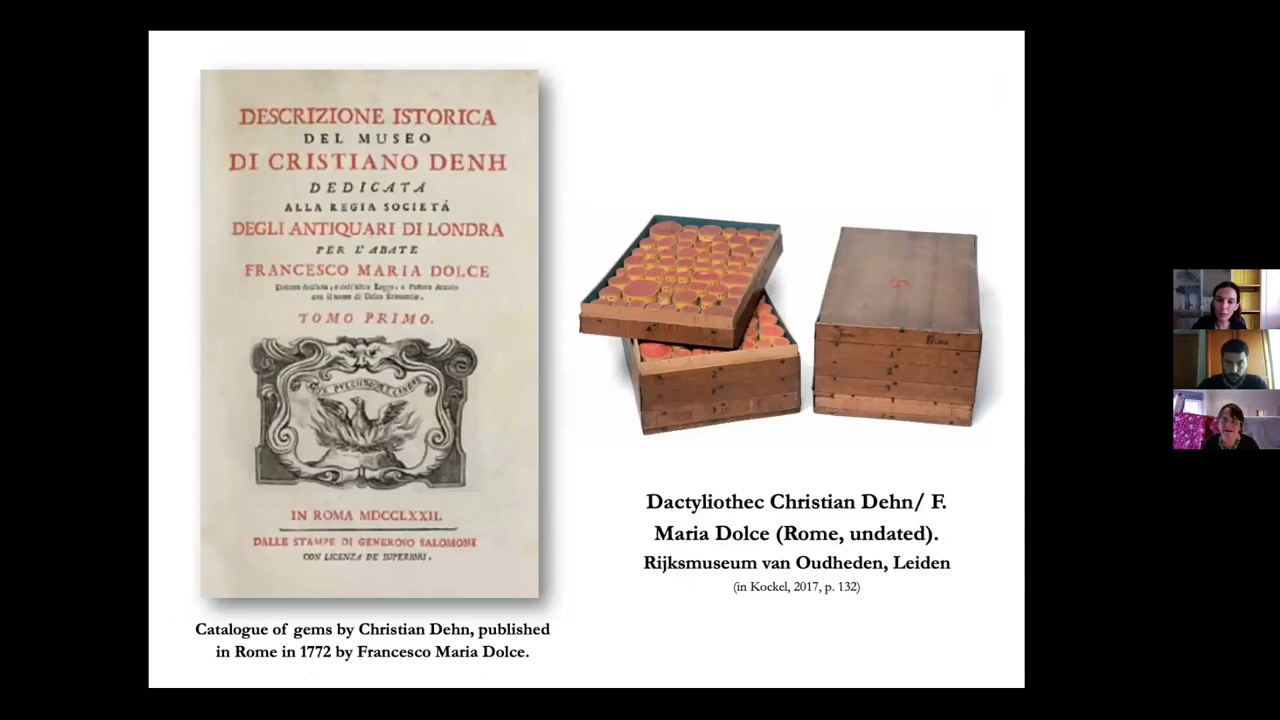 DESCRIZIONE ISTORICA
DEL MUSEO
DI CRISTIANO DENH
DEDICATA
ALLA REGIA SOCIETÁ
DEGLI ANTIQUARI DI LONDRA
PER L'ABATE
FRANCESCO MARIA DOLCE
TOMO PRIMO.
IN ROMA MDCCLXXII.
DALLE STAMPE DI GENEROSO SALOMONI
CON LICENZA DE' SUPERIORI.
Catalogue of gems by Christian Dehn, published
in Rome in 1772 by Francesco Maria Dolce.
Dactyliothec Christian Dehn/ F.
Maria Dolce (Rome, undated).
Rijksmuseum van Oudheden, Leiden
(in Kockel, 2017, p. 132)